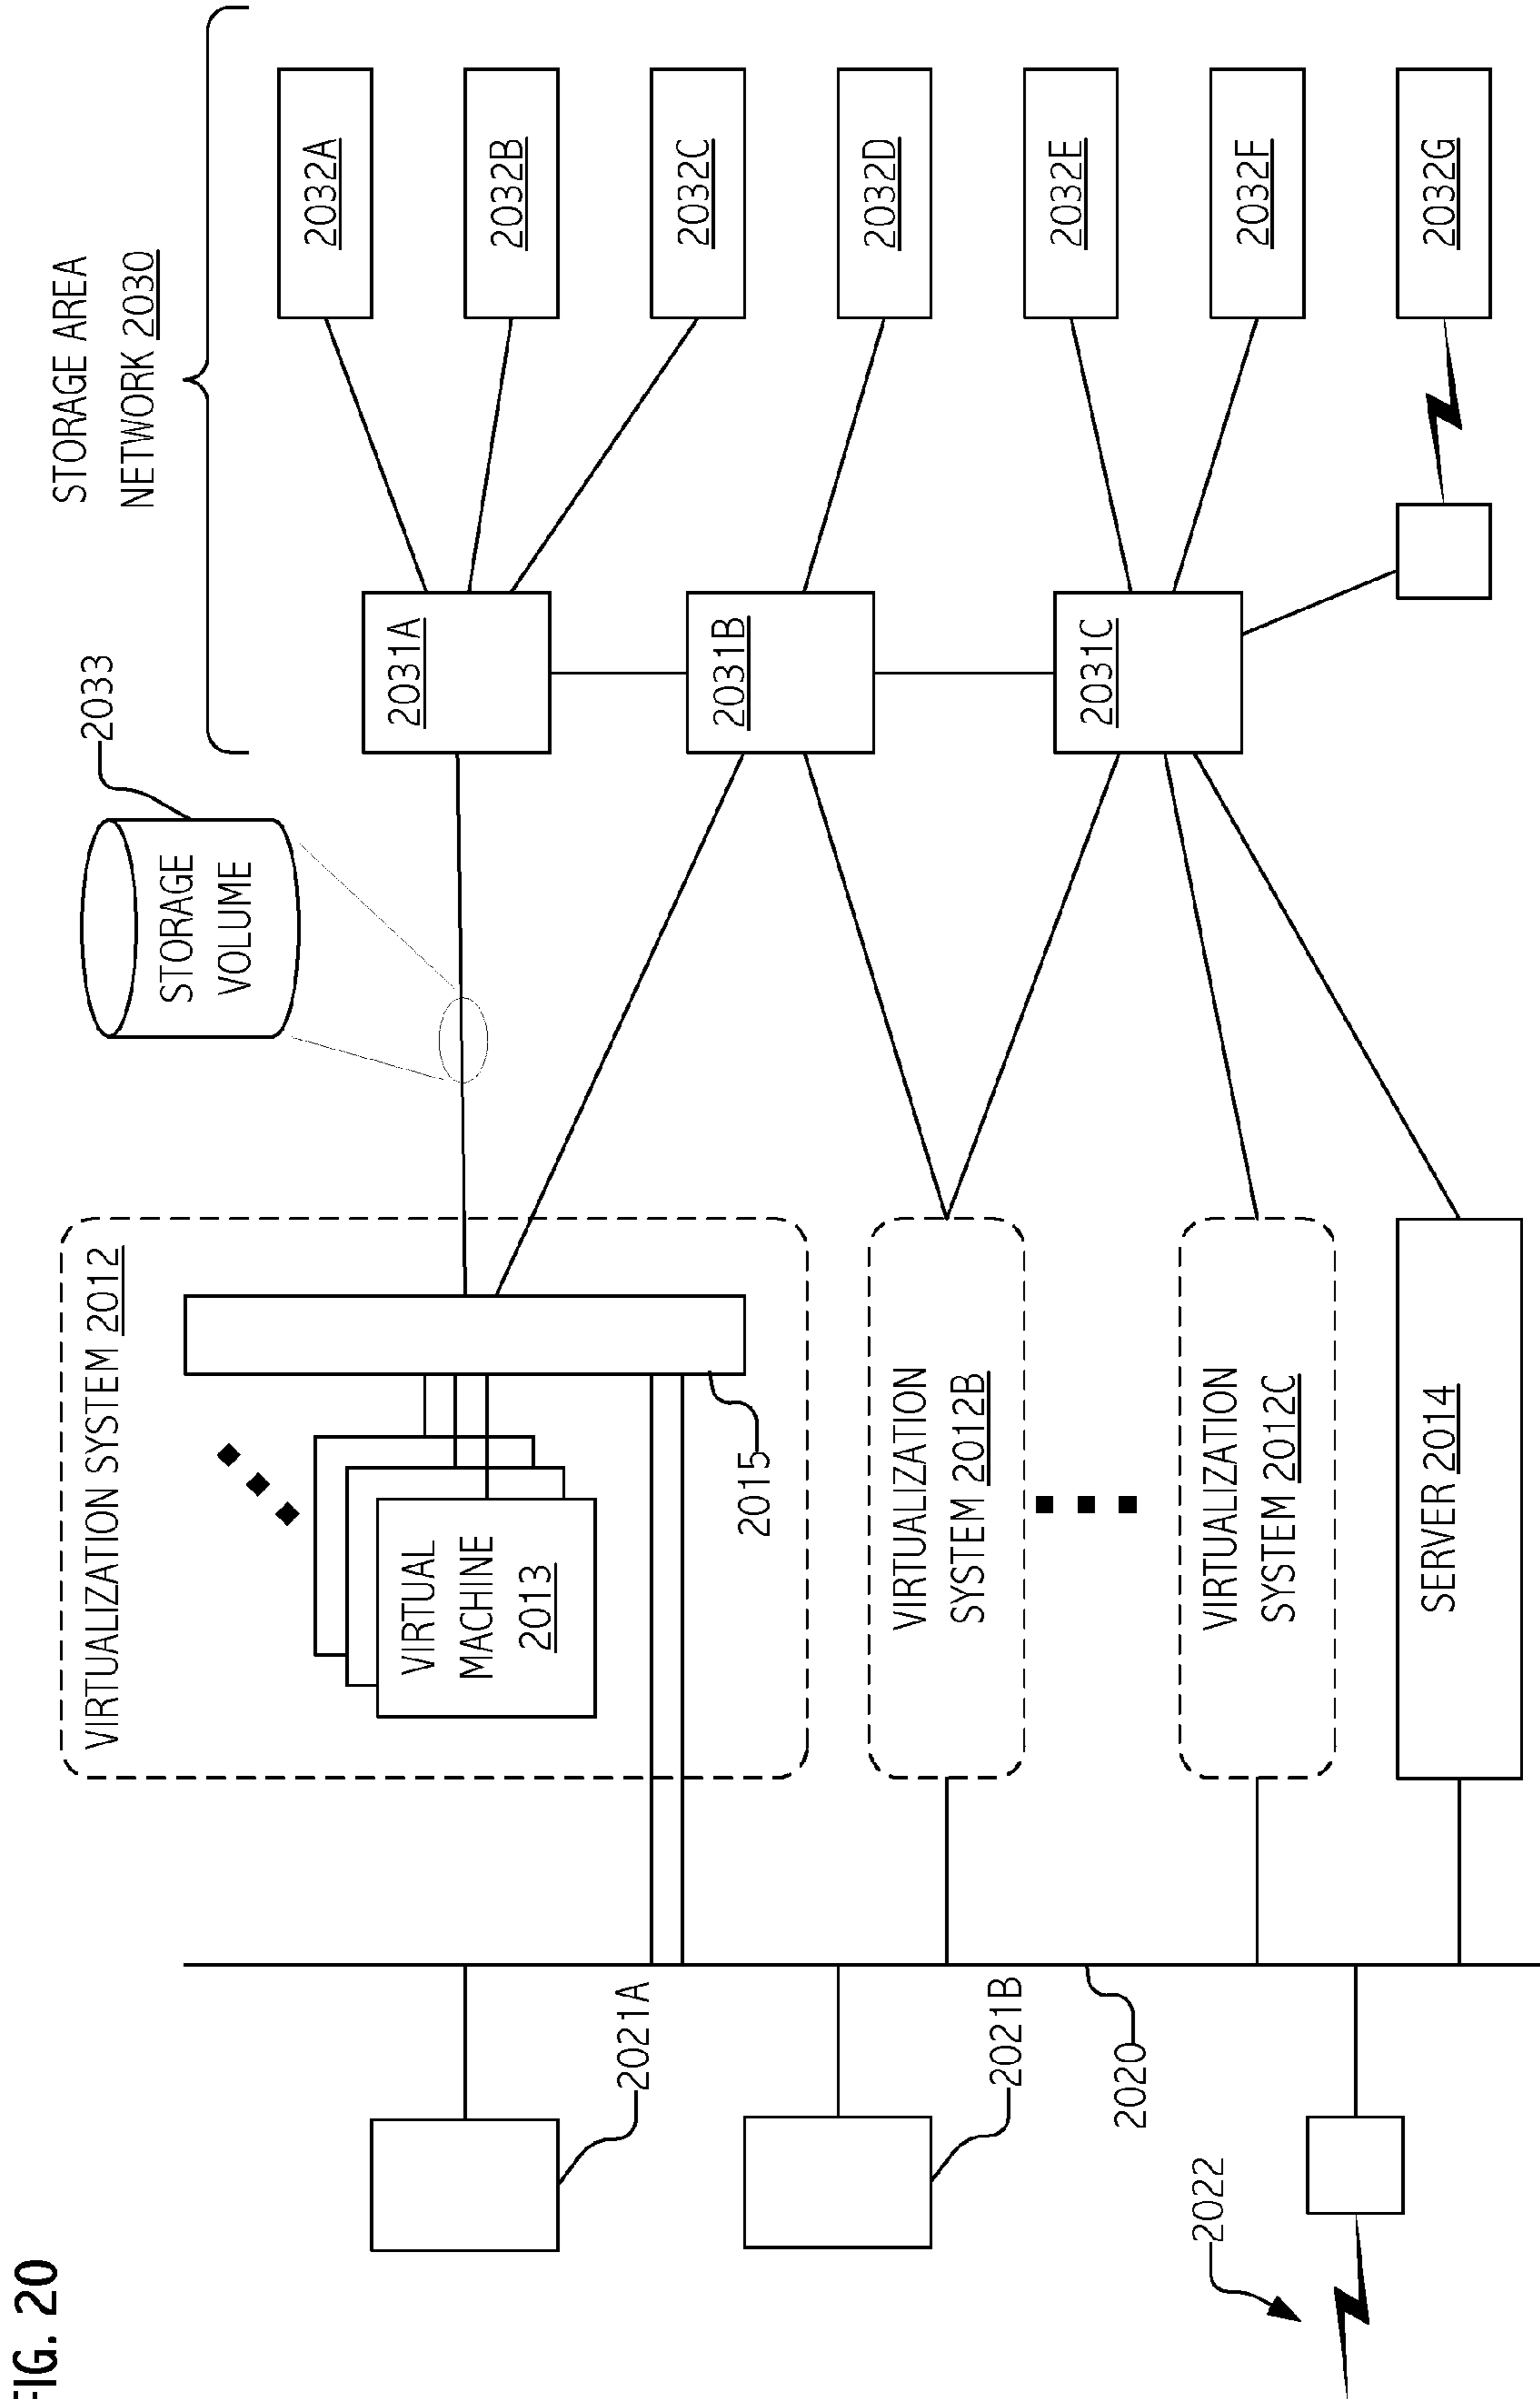 FIG. 20
STORAGE AREA
NETWORK 2030
2033
STORAGE
VOLUME
VIRTUALIZATION SYSTEM 2012
VIRTUAL
MACHINE
2013
2015
2031A
2031B
2031C
2032A
2032B
2032C
2032D
2032E
2032F
2032G
VIRTUALIZATION
SYSTEM 2012B
VIRTUALIZATION
SYSTEM 2012C
SERVER 2014
2021A
2021B
2020
2022